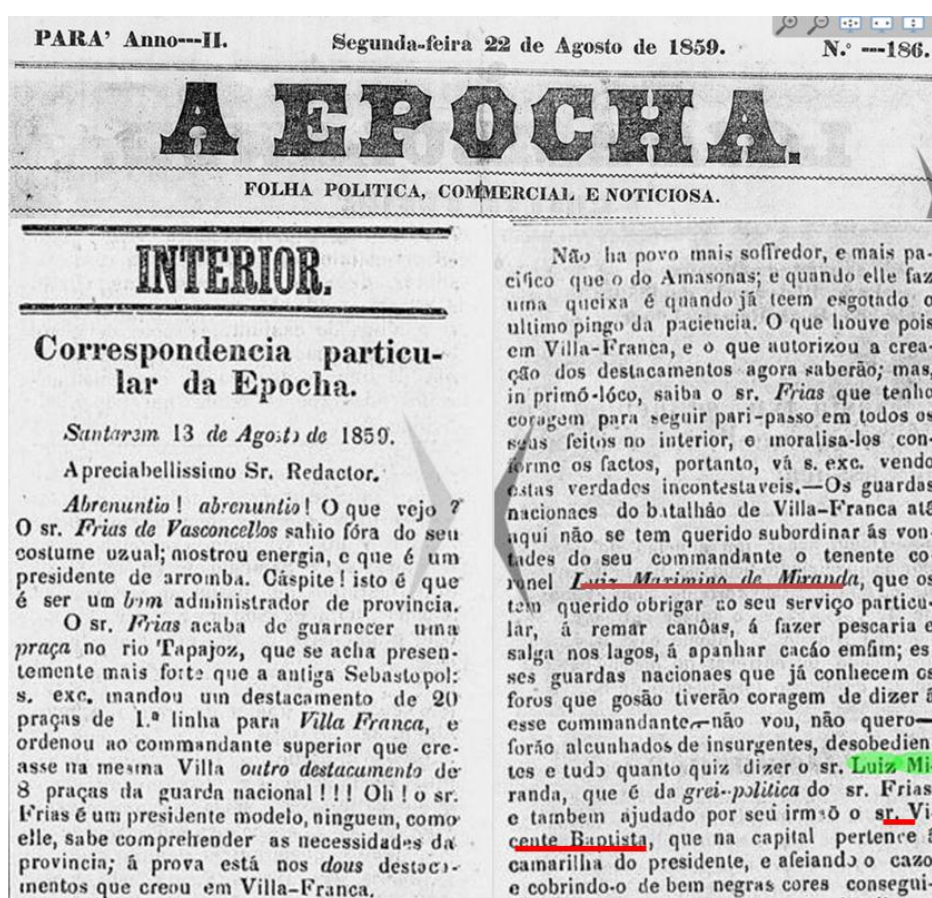 PARA' Anno---II.
Segunda-feira 22 de Agosto de 1859.
N.º ---186.
A EPOCHA.
FOLHA POLITICA, COMMERCIAL E NOTICIOSA.
INTERIOR.
Correspondencia particu-
lar da Epocha.
Santarem 13 de Agosto de 1859.
Apreciabellissimo Sr. Redactor.
Abrenuntio! abrenuntio! O que vejo ?
O sr. Frias de Vasconcellos sahio fóra do seu
costume uzual; mostrou energia, e que é um
presidente de arromba. Cáspite! isto é que
é ser um bom administrador de provincia.
O sr. Frias acaba de guarnecer uma
praça no rio Tapajoz, que se acha presen-
temente mais forte que a antiga Sebastopol:
s. exc. mandou um destacamento de 20
praças de 1.ª linha para Villa Franca, e
ordenou ao commandante superior que cre-
asse na mesma Villa outro destacamento de
8 praças da guarda nacional!!! Oh! o sr.
Frias é um presidente modelo, ninguem, como
elle, sabe comprehender as necessidades da
provincia; á prova está nos dous destaca-
mentos que creou em Villa-Franca.
Não ha povo mais soffredor, e mais pa-
cifico que o do Amasonas; e quando elle faz
uma queixa é quando já teem esgotado o
ultimo pingo da paciencia. O que houve pois
em Villa-Franca, e o que autorizou a crea-
ção dos destacamentos agora saberão; mas,
in primó-lóco, saiba o sr. Frias que tenho
coragem para seguir pari-passo em todos os
seus feitos no interior, e moralisa-los con-
forme os factos, portanto, vá s. exc. vendo
estas verdades incontestaveis.—Os guardas
nacionaes do batalhão de Villa-Franca até
aqui não se tem querido subordinar ás von-
tades do seu commandante o tenente co-
ronel Luiz Marimino de Miranda, que os
tem querido obrigar ao seu serviço particu-
lar, á remar canôas, á fazer pescaria e
salga nos lagos, á apanhar cacáo emfim; es
ses guardas nacionaes que já conhecem os
foros que gosão tiverão coragem de dizer á
esse commandante—não vou, não quero—
forão alcunhados de insurgentes, desobedien
tes e tudo quanto quiz dizer o sr. Luiz Mi-
randa, que é da grei-politica do sr. Frias
e tambem ajudado por seu irmão o sr. Vi-
cente Baptista, que na capital pertence á
camarilha do presidente, e afeiando o cazo
e cobrindo-o de bem negras cores consegui-